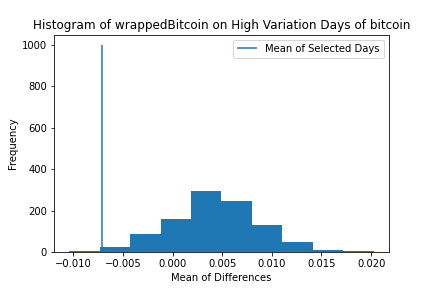 Histogram of wrappedBitcoin on High Variation Days of bitcoin
Mean of Selected Days
1000
800
600
400
200
0
Frequency
−0.010 −0.005 0.000 0.005 0.010 0.015 0.020
Mean of Differences